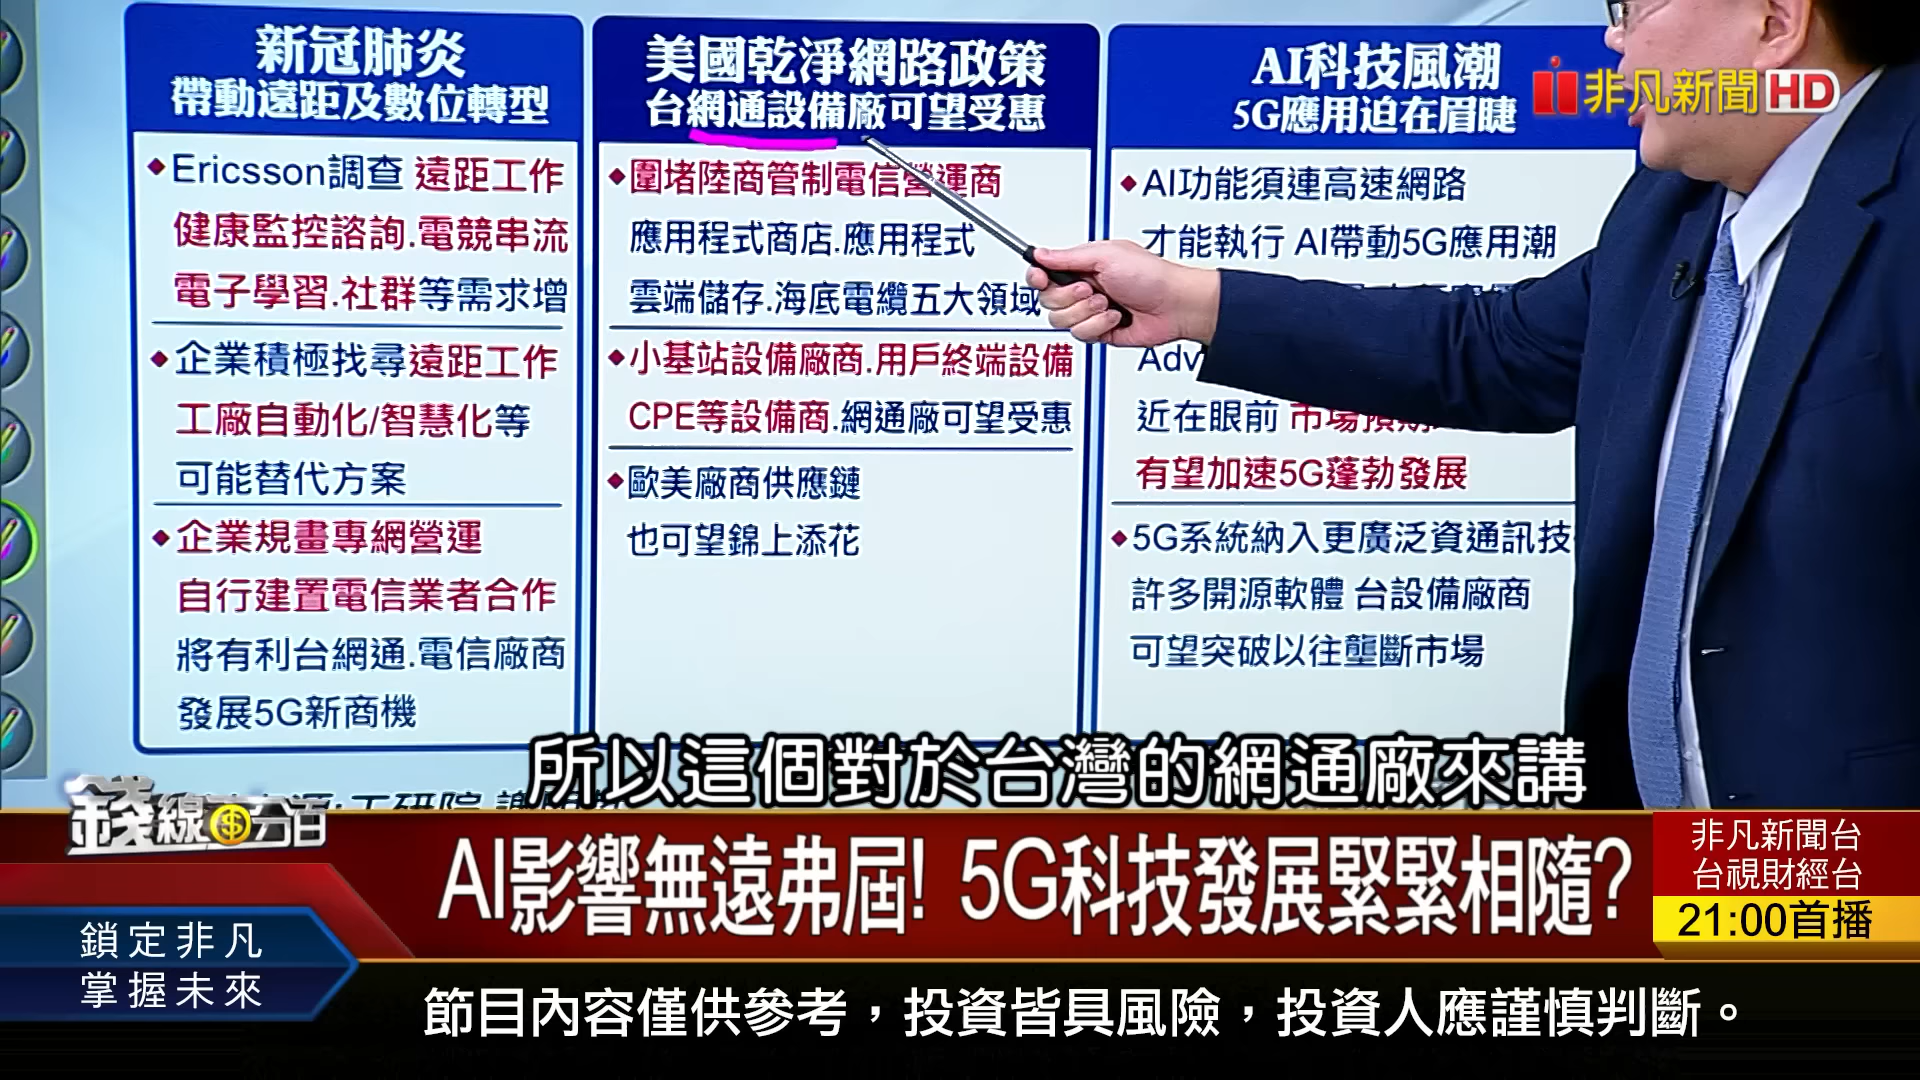 新冠肺炎
帶動遠距及數位轉型
Ericsson調查 遠距工作
健康監控諮詢.電競串流
電子學習.社群等需求增
企業積極找尋遠距工作
工廠自動化/智慧化等
可能替代方案
企業規畫專網營運
自行建置電信業者合作
將有利台網通.電信廠商
發展5G新商機
美國乾淨網路政策
台網通設備廠可望受惠
圍堵陸商管制電信營運商
應用程式商店.應用程式
雲端儲存.海底電纜五大領域
小基站設備廠商.用戶終端設備
CPE等設備商.網通廠可望受惠
歐美廠商供應鏈
也可望錦上添花
AI科技風潮
5G應用迫在眉睫
AI功能須連高速網路
才能執行 AI帶動5G應用潮
Adv
近在眼前 市場預期
有望加速5G蓬勃發展
5G系統納入更廣泛資通訊技
許多開源軟體 台設備廠商
可望突破以往壟斷市場
非凡新聞HD
所以這個對於台灣的網通廠來講
錢線百分百
AI影響無遠弗屆! 5G科技發展緊緊相隨?
非凡新聞台
台視財經台
21:00首播
鎖定非凡
掌握未來
節目內容僅供參考，投資皆具風險，投資人應謹慎判斷。